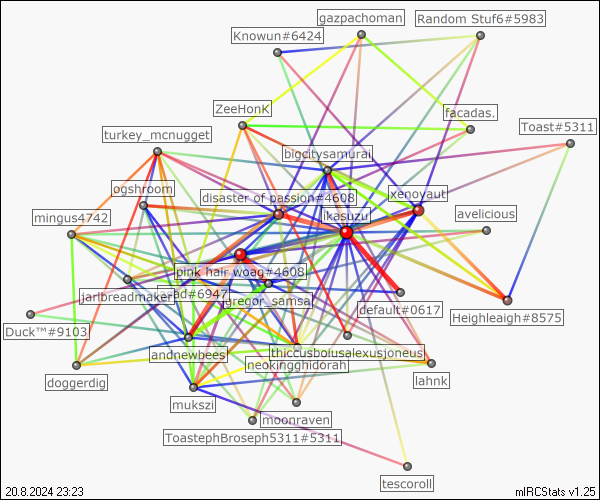 gazpachoman
Random Stuf6#5983
Knowun#6424
ZeeHonK
facadas.
Toast#5311
turkey_mcnugget
bigcitysamurai
ogshroom
disaster of passion#4608
xenoyaut
mingus4742
ikasuzu
avelicious
pink hair woag#4608
jarlbreadmaker
ad#6947
gregor_samsa
default#0617
Heighleigh#8575
Duck™#9103
andnewbees
thiccusboiusalexusjoneus
neokingghidorah
doggerdig
lahnk
mukszi
moonraven
ToastephBroseph5311#5311
tescoroll
20.8.2024 23:23
mIRCStats v1.25